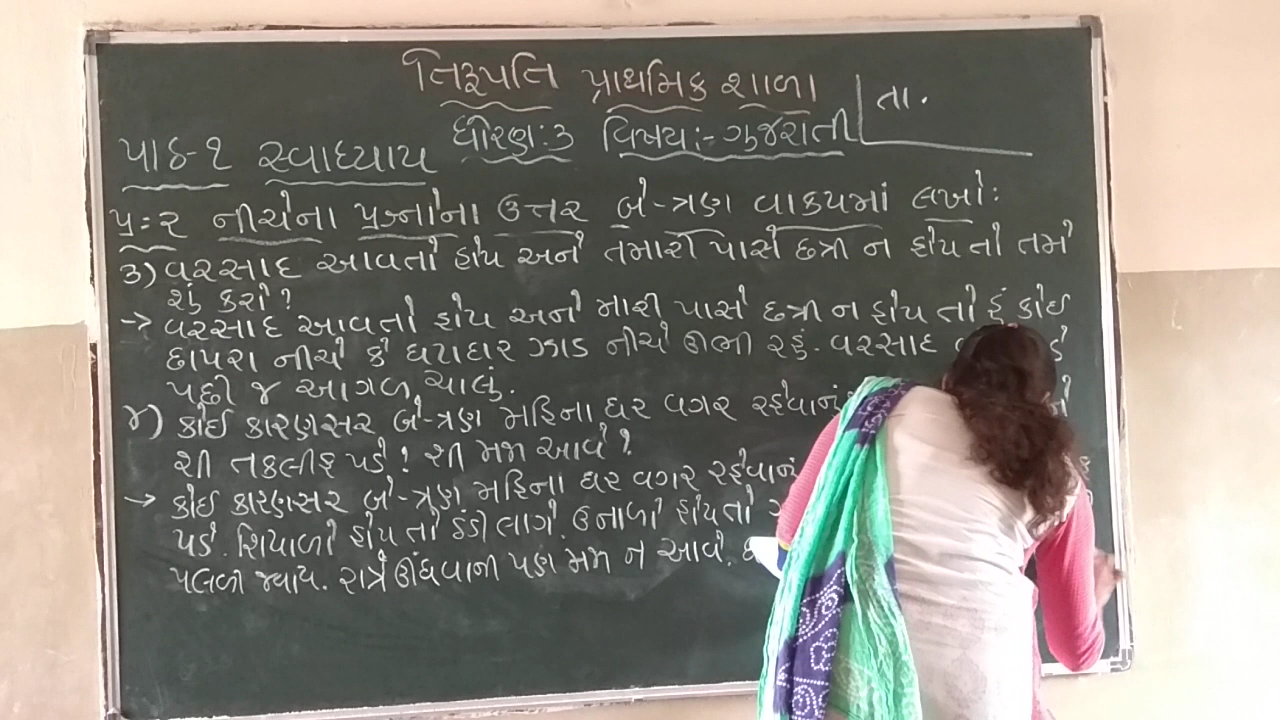 તિરૂપતિ પ્રાથમિક શાળા
તા.
ધોરણ:૩ વિષય:- ગુજરાતી
પાઠ-૧ સ્વાધ્યાય
પ્ર:૨ નીચેના પ્રશ્નોના ઉત્તર બે-ત્રણ વાકયમાં લખો:
૩) વરસાદ આવતો હોય અને તમારી પાસે છત્રી ન હોય તો તમે
શું કરો?
-> વરસાદ આવતો હોય અને મારી પાસે છત્રી ન હોય તો હું કોઈ
છાપરા નીચે કે ઘટાદાર ઝાડ નીચે ઊભી રહું. વરસાદ
પછી જ આગળ ચાલું.
૪) કોઈ કારણસર બે-ત્રણ મહિના ઘર વગર રહેવાનું
શી તકલીફ પડે! શી મજા આવે?
-> કોઈ કારણસર બે-ત્રણ મહિના ઘર વગર રહેવાનું
પડે. શિયાળો હોય તો ઠંડી લાગે. ઉનાળો હોય તો
પલળી જવાય. રાત્રે ઊંઘવાની પણ મજા ન આવે.